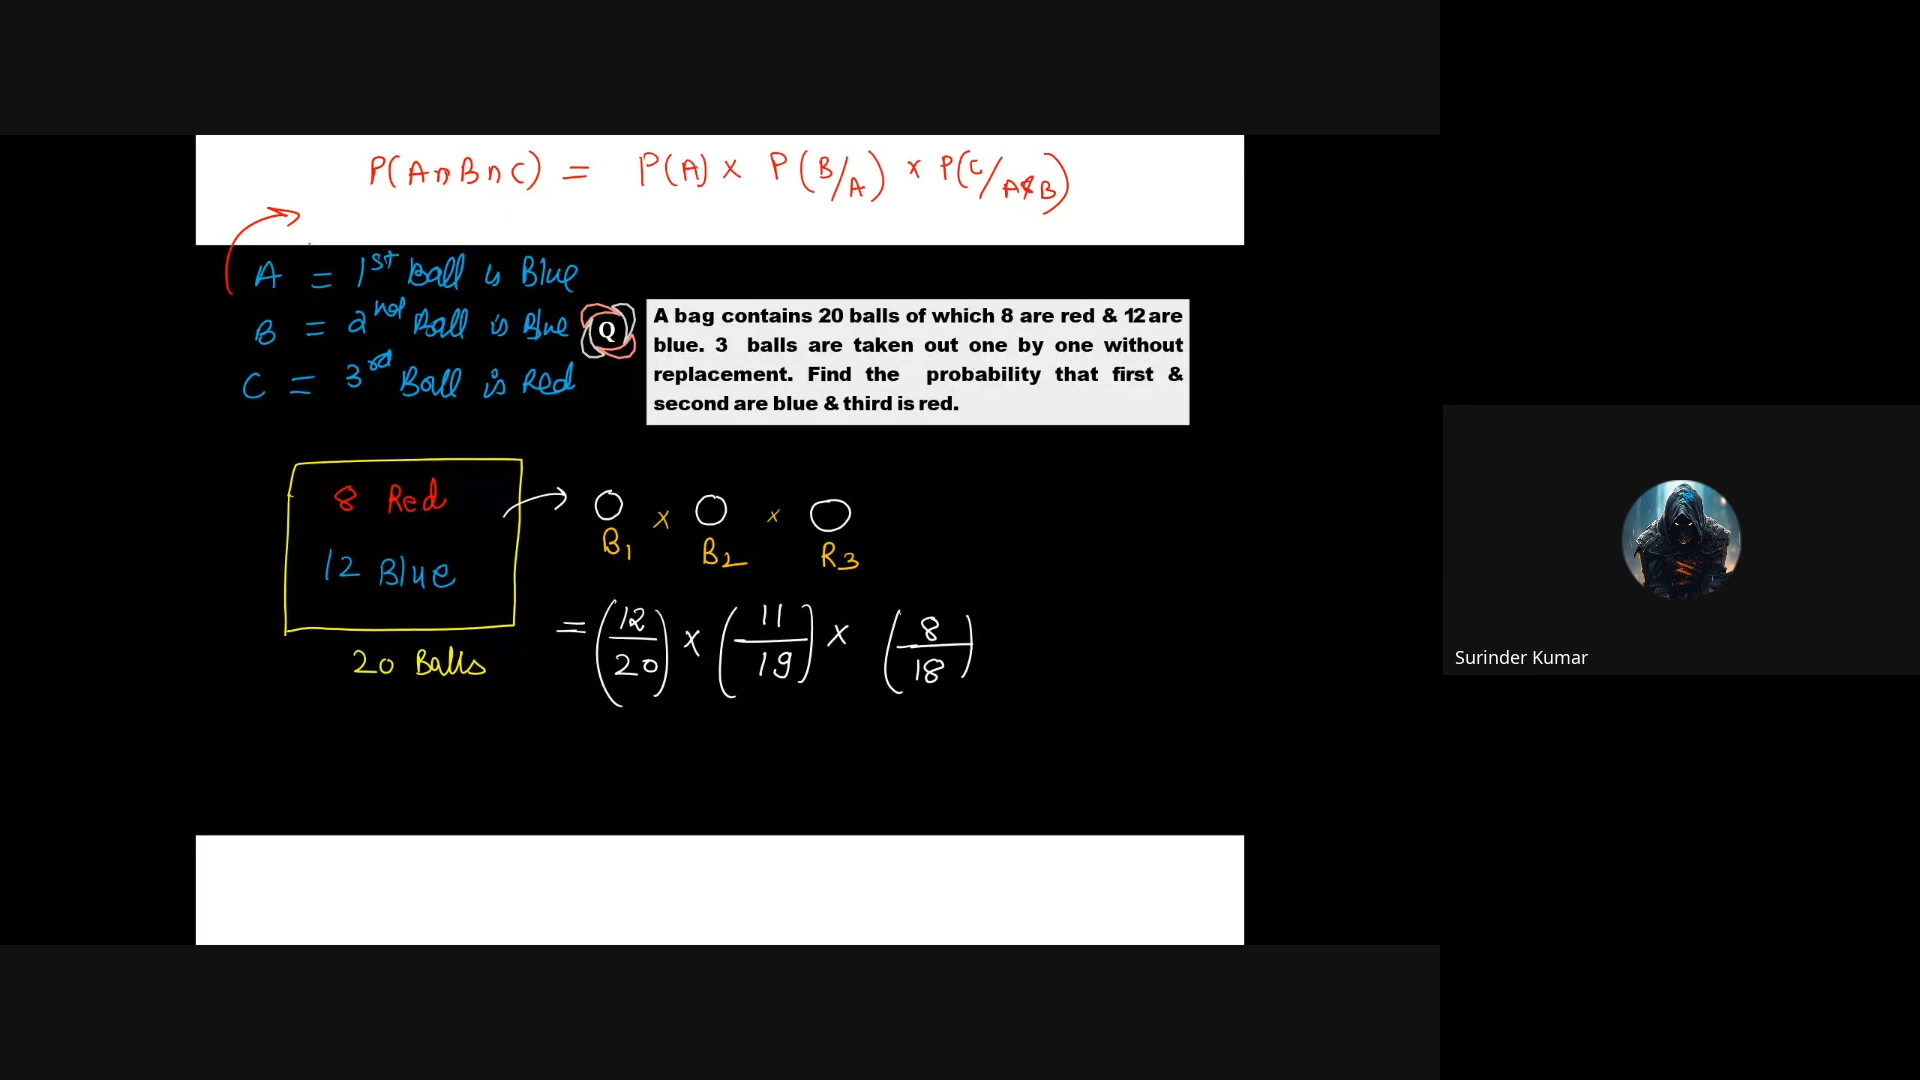 P(A∩B∩C) = P(A) × P(B/A) × P(C/A&B)
A = 1st Ball is Blue
B = 2nd Ball is Blue
C = 3rd Ball is Red
Q
A bag contains 20 balls of which 8 are red & 12 are
blue. 3 balls are taken out one by one without
replacement. Find the probability that first &
second are blue & third is red.
8 Red
12 Blue
20 Balls
B1 × B2 × R3
= (12/20) × (11/19) × (8/18)
Surinder Kumar